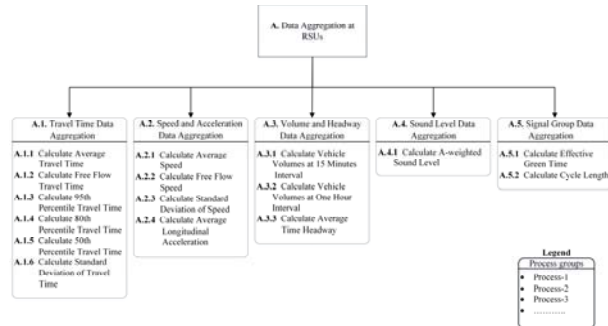 A. Data Aggregation at
RSUs
A.1. Travel Time Data
Aggregation
A.1.1 Calculate Average
Travel Time
A.1.2 Calculate Free Flow
Travel Time
A.1.3 Calculate 95th
Percentile Travel Time
A.1.4 Calculate 80th
Percentile Travel Time
A.1.5 Calculate 50th
Percentile Travel Time
A.1.6 Calculate Standard
Deviation of Travel
Time
A.2. Speed and Acceleration
Data Aggregation
A.2.1 Calculate Average
Speed
A.2.2 Calculate Free Flow
Speed
A.2.3 Calculate Standard
Deviation of Speed
A.2.4 Calculate Average
Longitudinal
Acceleration
A.3. Volume and Headway
Data Aggregation
A.3.1 Calculate Vehicle
Volumes at 15 Minutes
Interval
A.3.2 Calculate Vehicle
Volumes at One Hour
Interval
A.3.3 Calculate Average
Time Headway
A.4. Sound Level Data
Aggregation
A.4.1 Calculate A-weighted
Sound Level
A.5. Signal Group Data
Aggregation
A.5.1 Calculate Effective
Green Time
A.5.2 Calculate Cycle Length
Legend
Process groups
• Process-1
• Process-2
• Process-3
• ...........